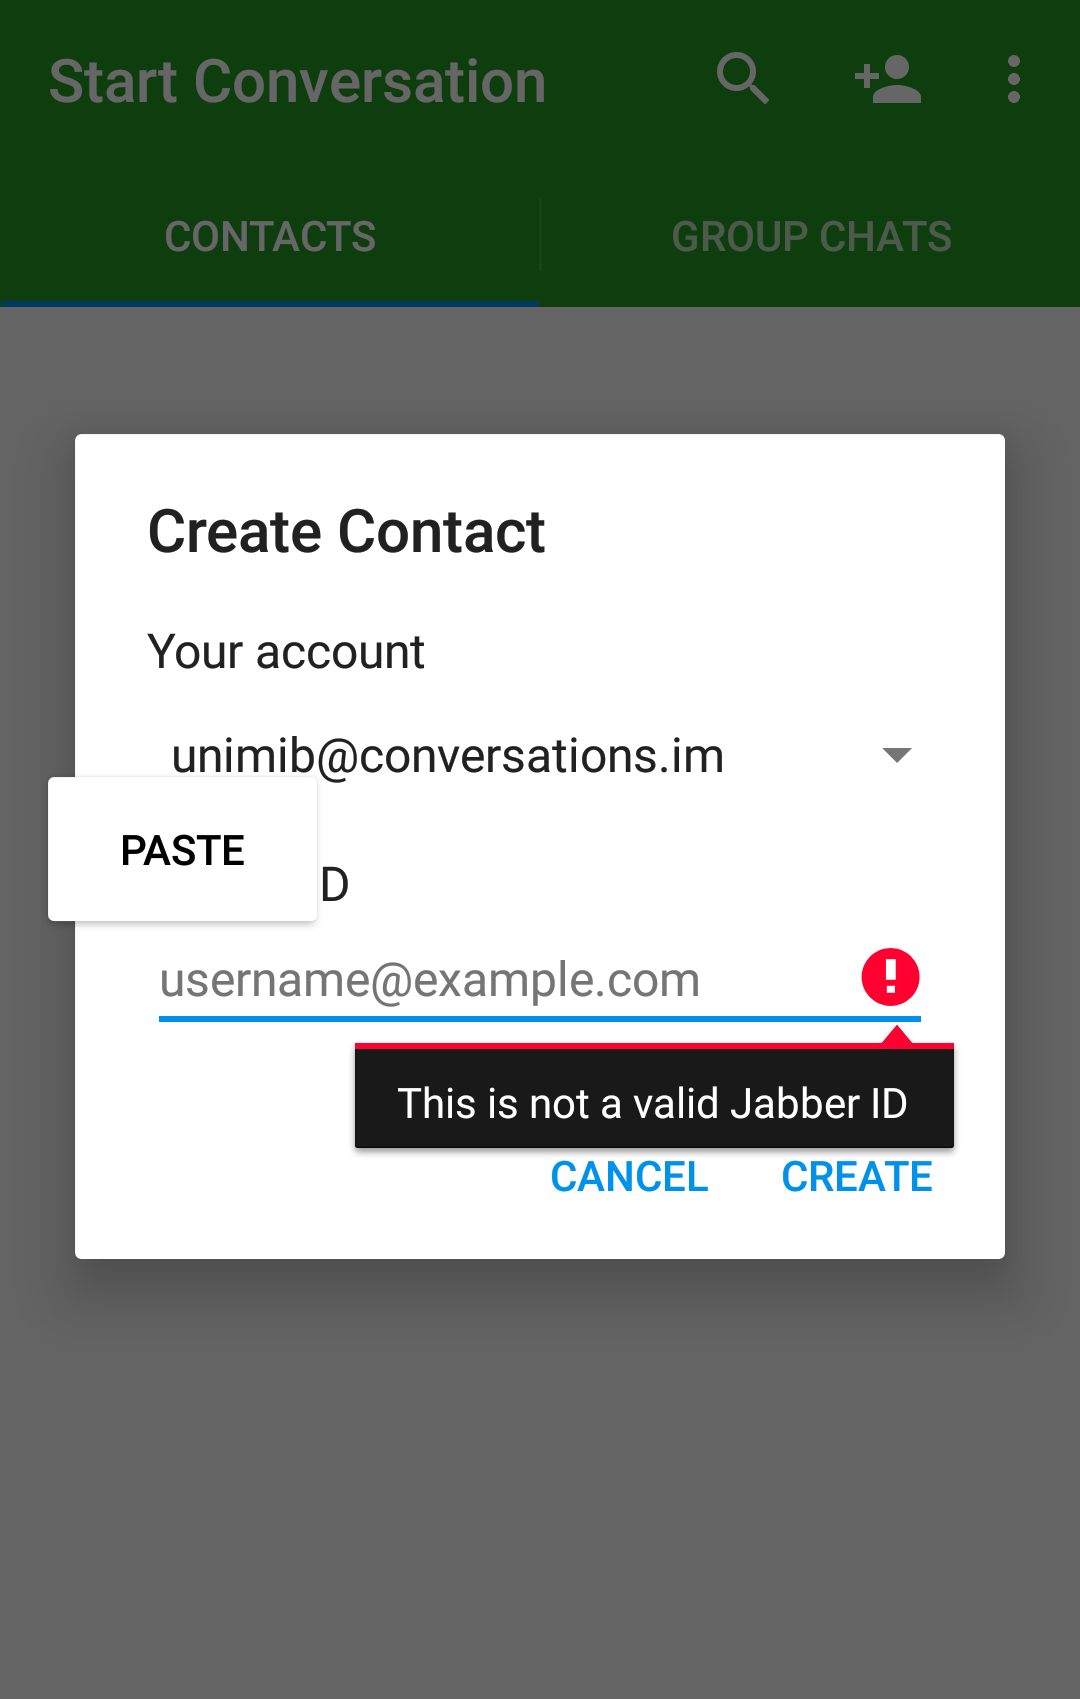 Start Conversation
CONTACTS
GROUP CHATS
Create Contact
Your account
unimib@conversations.im
PASTE
D
username@example.com
This is not a valid Jabber ID
CANCEL
CREATE